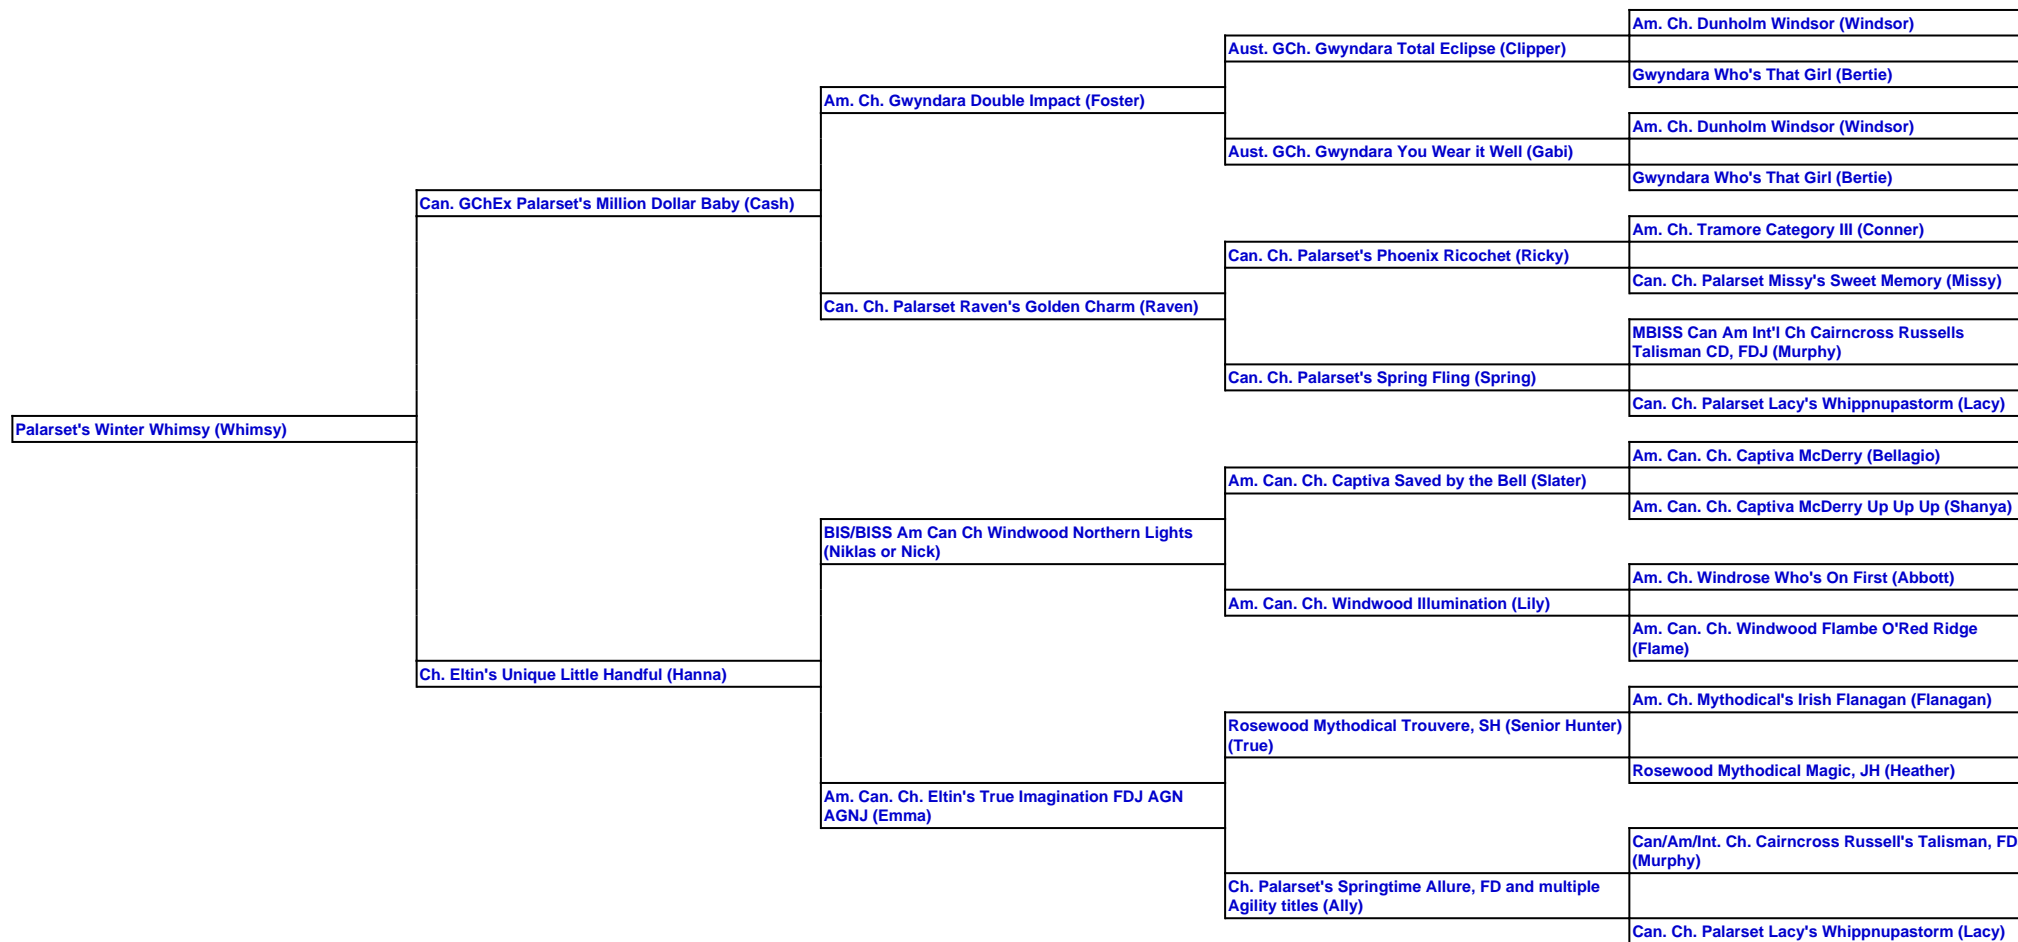 Am. Ch. Dunholm Windsor (Windsor)
Aust. GCh. Gwyndara Total Eclipse (Clipper)
Gwyndara Who's That Girl (Bertie)
Am. Ch. Gwyndara Double Impact (Foster)
Am. Ch. Dunholm Windsor (Windsor)
Aust. GCh. Gwyndara You Wear it Well (Gabi)
Gwyndara Who's That Girl (Bertie)
Can. GChEx Palarset's Million Dollar Baby (Cash)
Am. Ch. Tramore Category III (Conner)
Can. Ch. Palarset's Phoenix Ricochet (Ricky)
Can. Ch. Palarset Missy's Sweet Memory (Missy)
Can. Ch. Palarset Raven's Golden Charm (Raven)
MBISS Can Am Int'l Ch Cairncross Russells
Talisman CD, FDJ (Murphy)
Can. Ch. Palarset's Spring Fling (Spring)
Can. Ch. Palarset Lacy's Whippnupastorm (Lacy)
Palarset's Winter Whimsy (Whimsy)
Am. Can. Ch. Captiva McDerry (Bellagio)
Am. Can. Ch. Captiva Saved by the Bell (Slater)
Am. Can. Ch. Captiva McDerry Up Up Up (Shanya)
BIS/BISS Am Can Ch Windwood Northern Lights
(Niklas or Nick)
Am. Ch. Windrose Who's On First (Abbott)
Am. Can. Ch. Windwood Illumination (Lily)
Am. Can. Ch. Windwood Flambe O'Red Ridge
(Flame)
Ch. Eltin's Unique Little Handful (Hanna)
Am. Ch. Mythodical's Irish Flanagan (Flanagan)
Rosewood Mythodical Trouvere, SH (Senior Hunter)
(True)
Rosewood Mythodical Magic, JH (Heather)
Am. Can. Ch. Eltin's True Imagination FDJ AGN
AGNJ (Emma)
Can/Am/Int. Ch. Cairncross Russell's Talisman, FD
(Murphy)
Ch. Palarset's Springtime Allure, FD and multiple
Agility titles (Ally)
Can. Ch. Palarset Lacy's Whippnupastorm (Lacy)